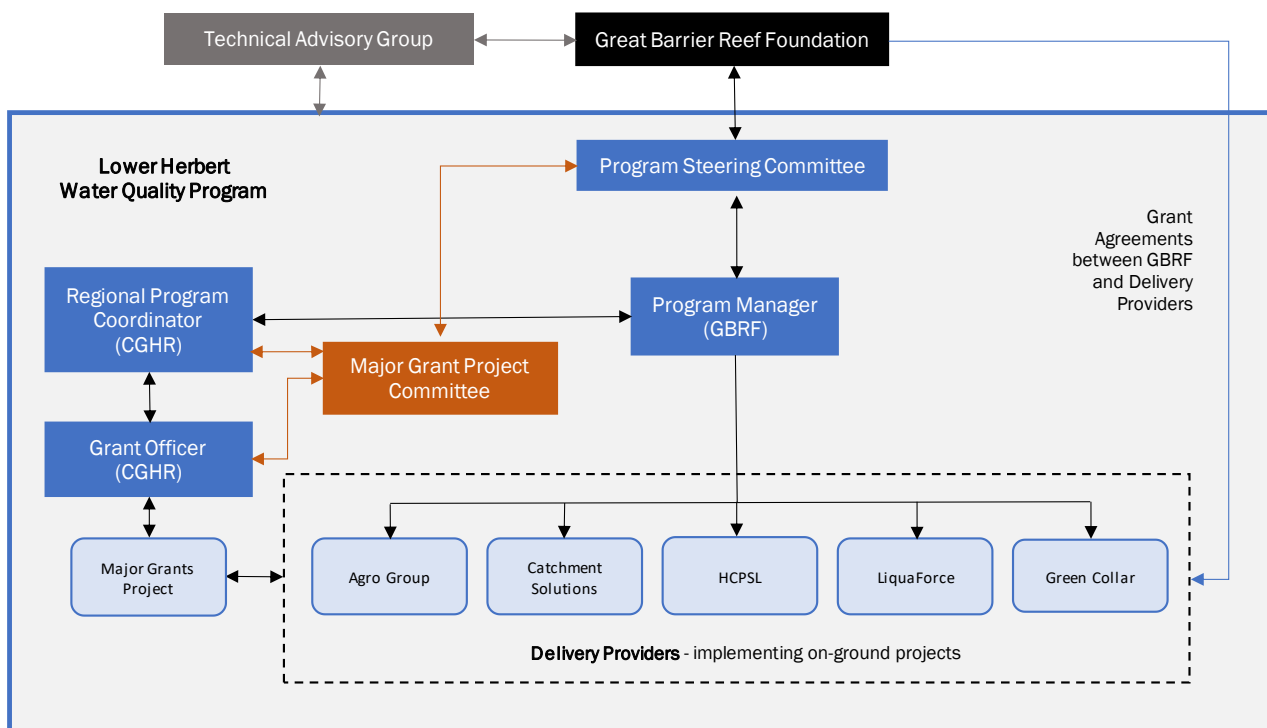 Technical Advisory Group
Great Barrier Reef Foundation
Lower Herbert
Water Quality Program
Program Steering Committee
Grant
Agreements
between GBRF
and Delivery
Providers
Regional Program
Coordinator
(CGHR)
Program Manager
(GBRF)
Major Grant Project
Committee
Grant Officer
(CGHR)
Major Grants
Project
Agro Group
Catchment
Solutions
HCPSL
LiquaForce
Green Collar
Delivery Providers - implementing on-ground projects